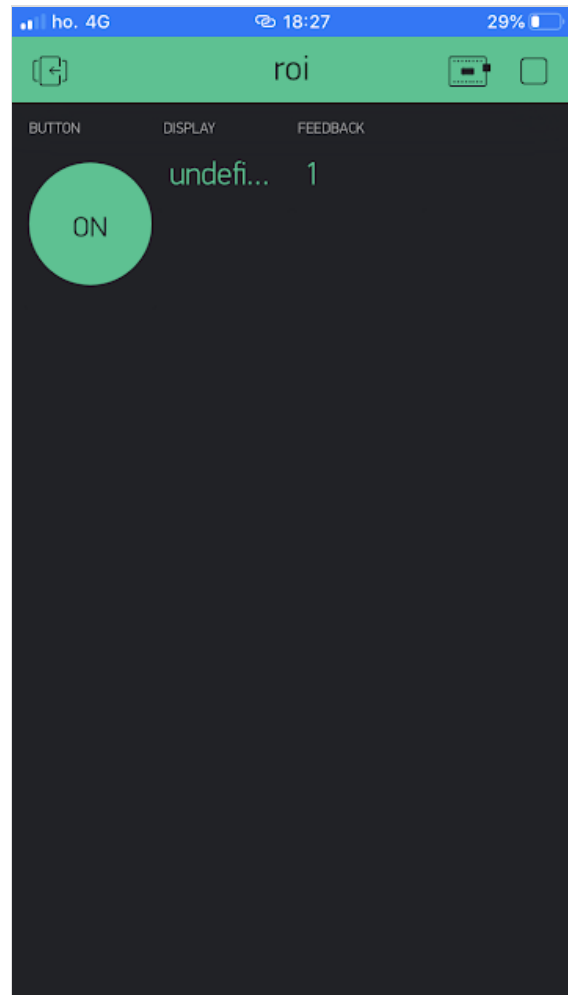 ho. 4G 18:27 29%
roi
BUTTON DISPLAY FEEDBACK
undefi... 1
ON